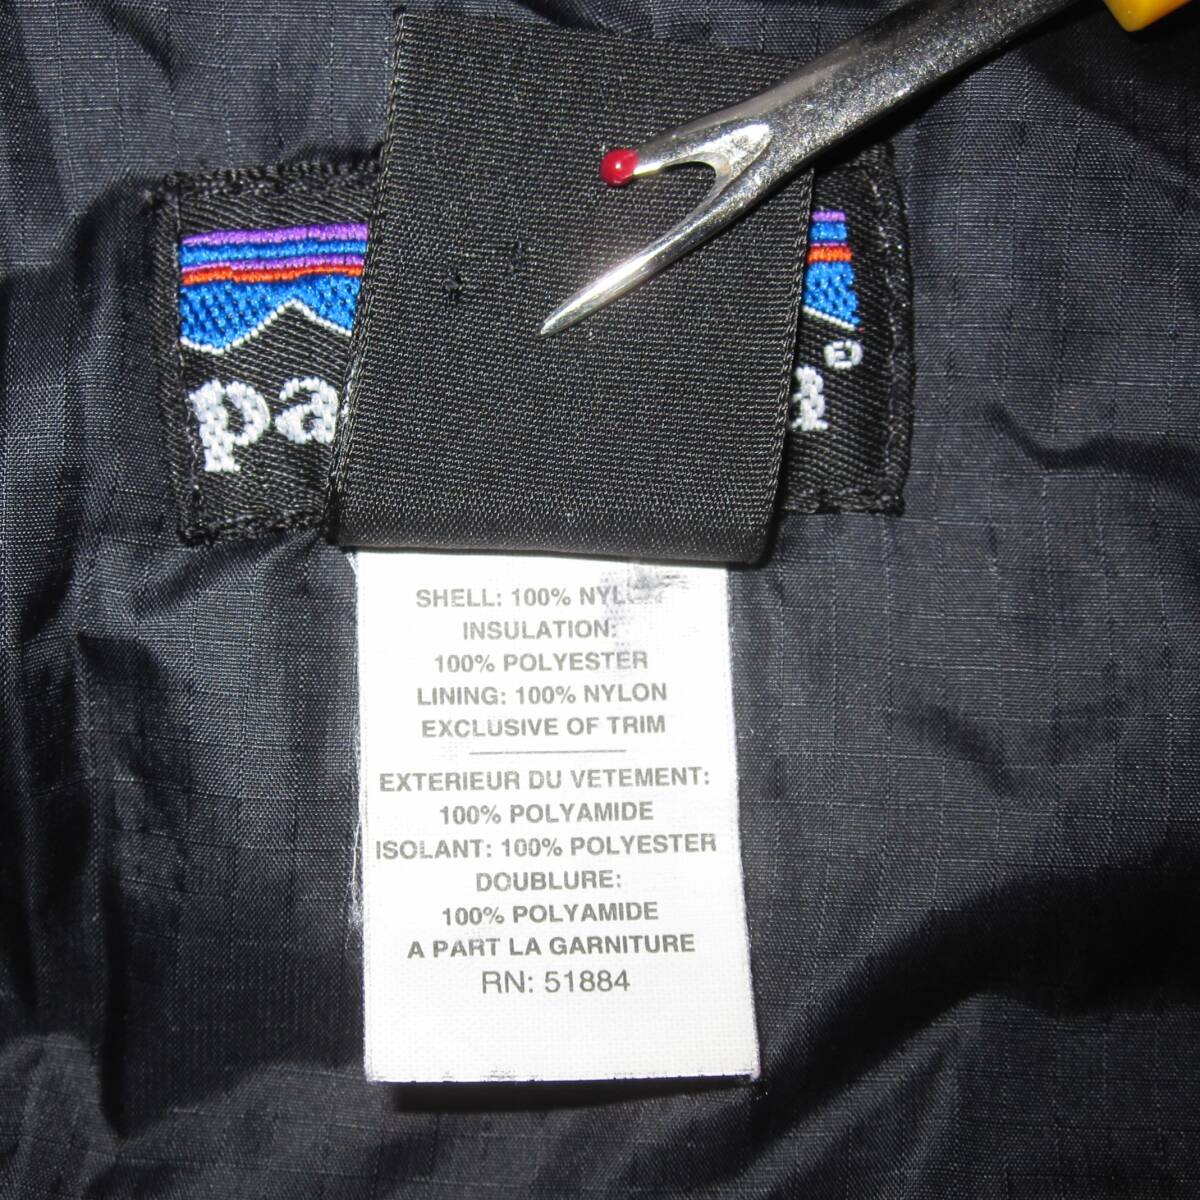 pa a®
SHELL: 100% NYLON
INSULATION:
100% POLYESTER
LINING: 100% NYLON
EXCLUSIVE OF TRIM
EXTERIEUR DU VETEMENT:
100% POLYAMIDE
ISOLANT: 100% POLYESTER
DOUBLURE:
100% POLYAMIDE
A PART LA GARNITURE
RN: 51884